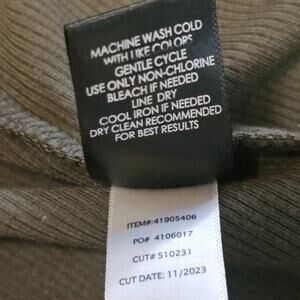 MACHINE WASH COLD
WITH LIKE COLORS
GENTLE CYCLE
USE ONLY NON-CHLORINE
BLEACH IF NEEDED
LINE DRY
COOL IRON IF NEEDED
DRY CLEAN RECOMMENDED
FOR BEST RESULTS
ITEM#:41905406
PO# 4106017
CUT# 510231
CUT DATE: 11/2023